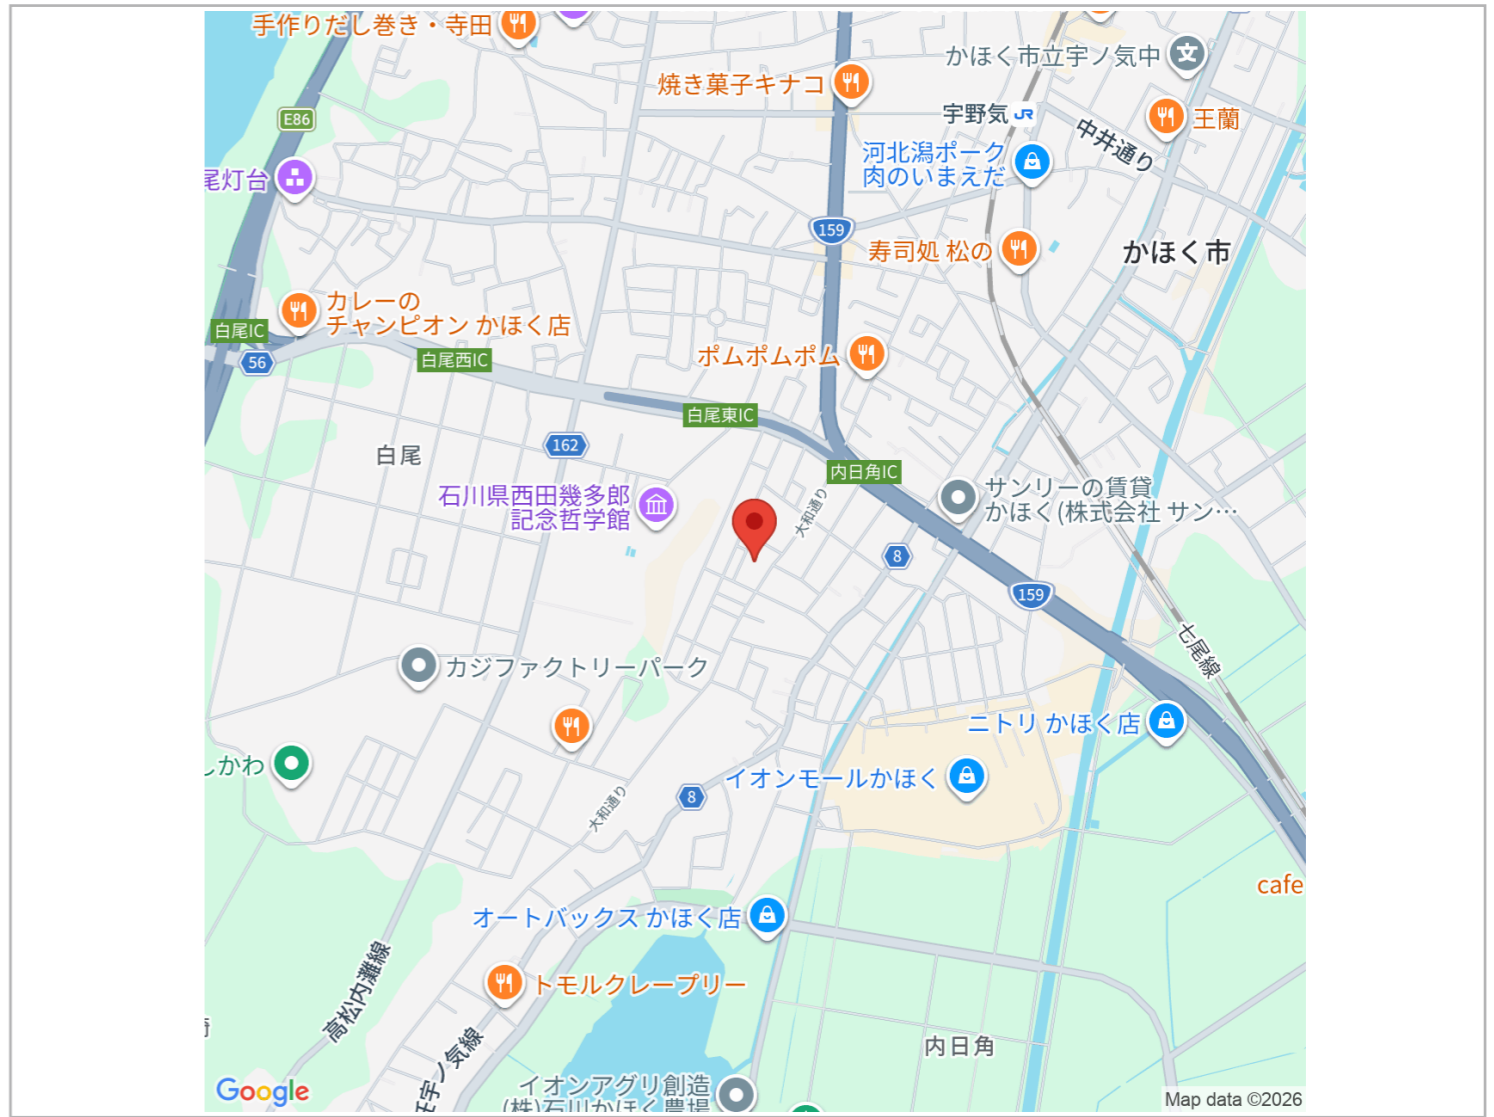 手作りだし巻き・寺田
焼き菓子キナコ
かほく市立宇ノ気中
E86
宇野気
JR
王蘭
中井通り
河北潟ポーク
肉のいまえだ
尾灯台
159
寿司処 松の
かほく市
カレーの
チャンピオン かほく店
白尾IC
56
白尾西IC
ポムポムポム
白尾東IC
162
白尾
内日角IC
石川県西田幾多郎
記念哲学館
大和通り
サンリーの賃貸
かほく(株式会社 サン…
8
159
七尾線
カジファクトリーパーク
ニトリ かほく店
しかわ
イオンモールかほく
8
大和通り
cafe
オートバックス かほく店
トモルクレープリー
高松内灘線
宇ノ気線
内日角
イオンアグリ創造
(株)石川かほく農場
Google
Map data ©2026